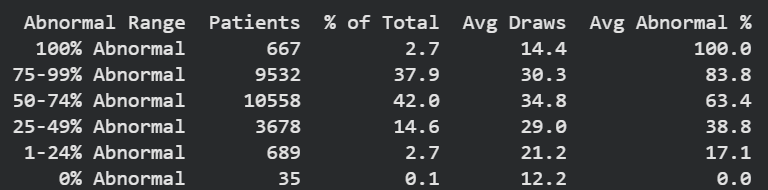 Abnormal Range Patients % of Total Avg Draws Avg Abnormal %
100% Abnormal 667 2.7 14.4 100.0
75-99% Abnormal 9532 37.9 30.3 83.8
50-74% Abnormal 10558 42.0 34.8 63.4
25-49% Abnormal 3678 14.6 29.0 38.8
1-24% Abnormal 689 2.7 21.2 17.1
0% Abnormal 35 0.1 12.2 0.0